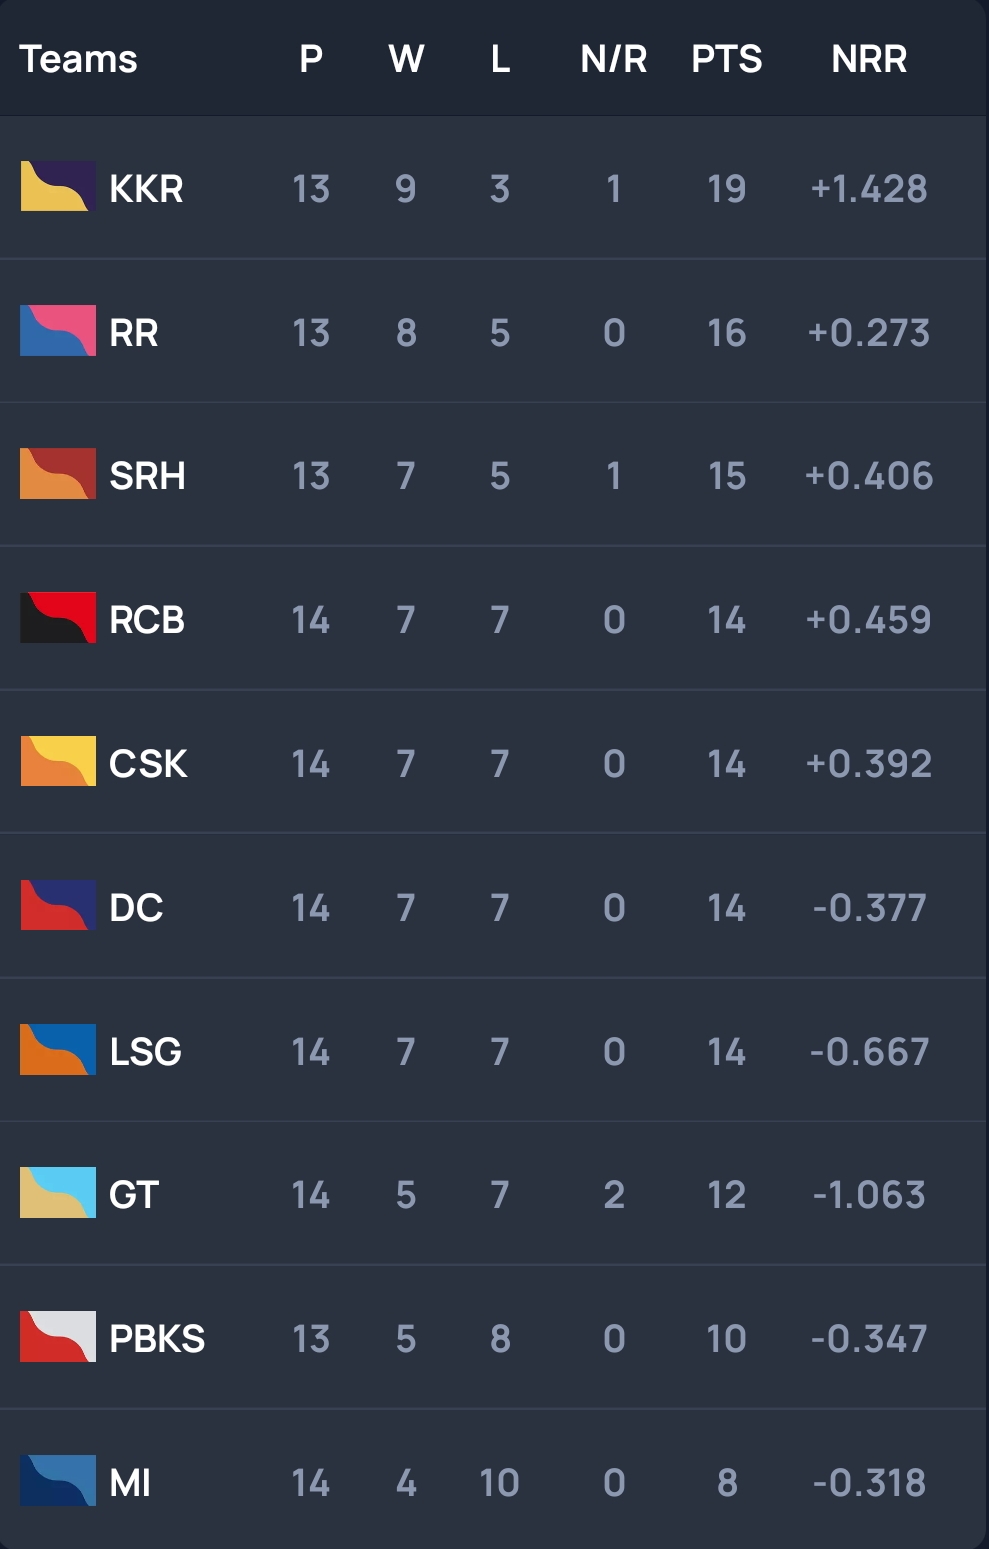 Teams P W L N/R PTS NRR
KKR 13 9 3 1 19 +1.428
RR 13 8 5 0 16 +0.273
SRH 13 7 5 1 15 +0.406
RCB 14 7 7 0 14 +0.459
CSK 14 7 7 0 14 +0.392
DC 14 7 7 0 14 -0.377
LSG 14 7 7 0 14 -0.667
GT 14 5 7 2 12 -1.063
PBKS 13 5 8 0 10 -0.347
MI 14 4 10 0 8 -0.318